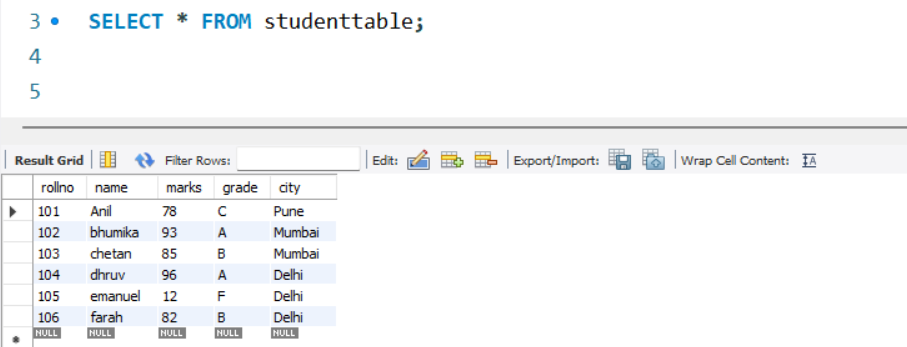 3 SELECT * FROM studenttable;
4
5
Result Grid Filter Rows: Edit: Export/Import: Wrap Cell Content: IA
rollno name marks grade city
101 Anil 78 C Pune
102 bhumika 93 A Mumbai
103 chetan 85 B Mumbai
104 dhruv 96 A Delhi
105 emanuel 12 F Delhi
106 farah 82 B Delhi
NULL NULL NULL NULL NULL